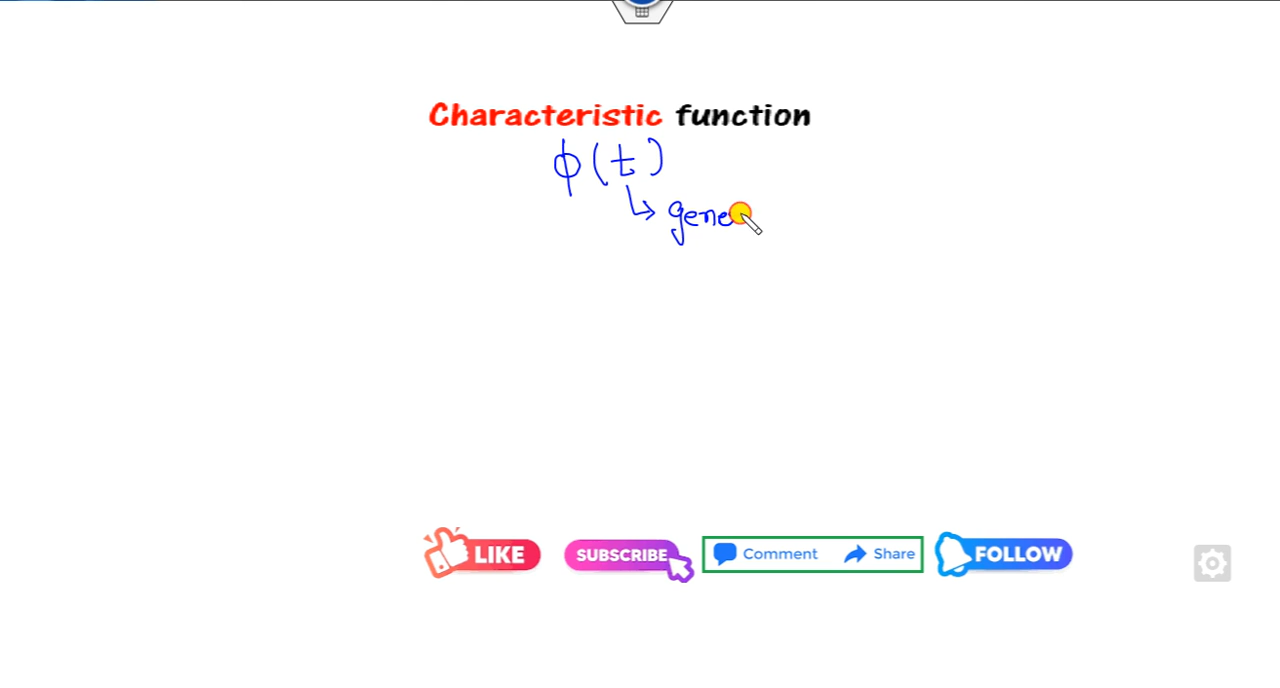 Characteristic function
ϕ(t)
↳ gene
LIKE SUBSCRIBE Comment Share FOLLOW